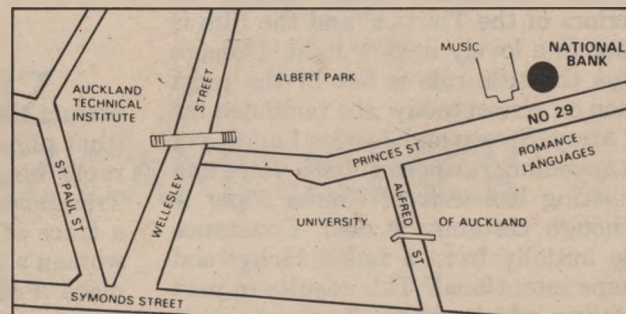 MUSIC
NATIONAL
BANK
AUCKLAND
TECHNICAL
INSTITUTE
STREET
ALBERT PARK
NO 29
ROMANCE
LANGUAGES
PRINCES ST
ST. PAUL ST
WELLESLEY
ALFRED
ST
UNIVERSITY
OF AUCKLAND
SYMONDS STREET